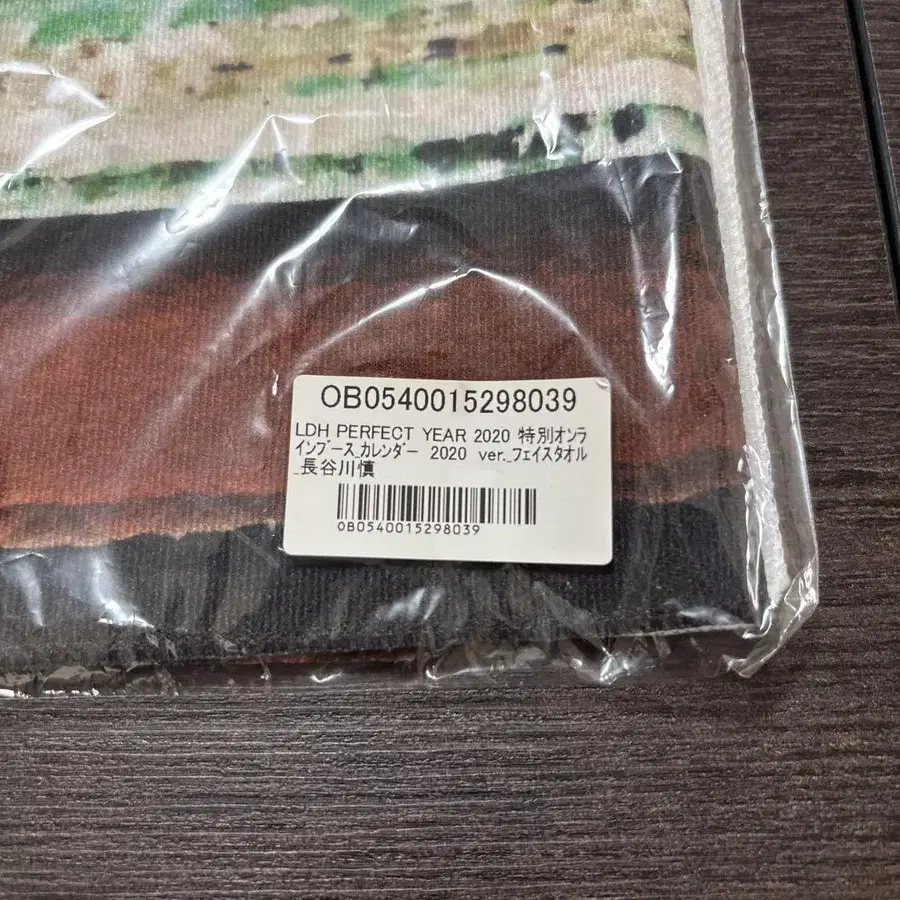 OB0540015298039
LDH PERFECT YEAR 2020 特別オンラ
インブース_カレンダー 2020 ver._フェイスタオル
_長谷川慎
OB0540015298039